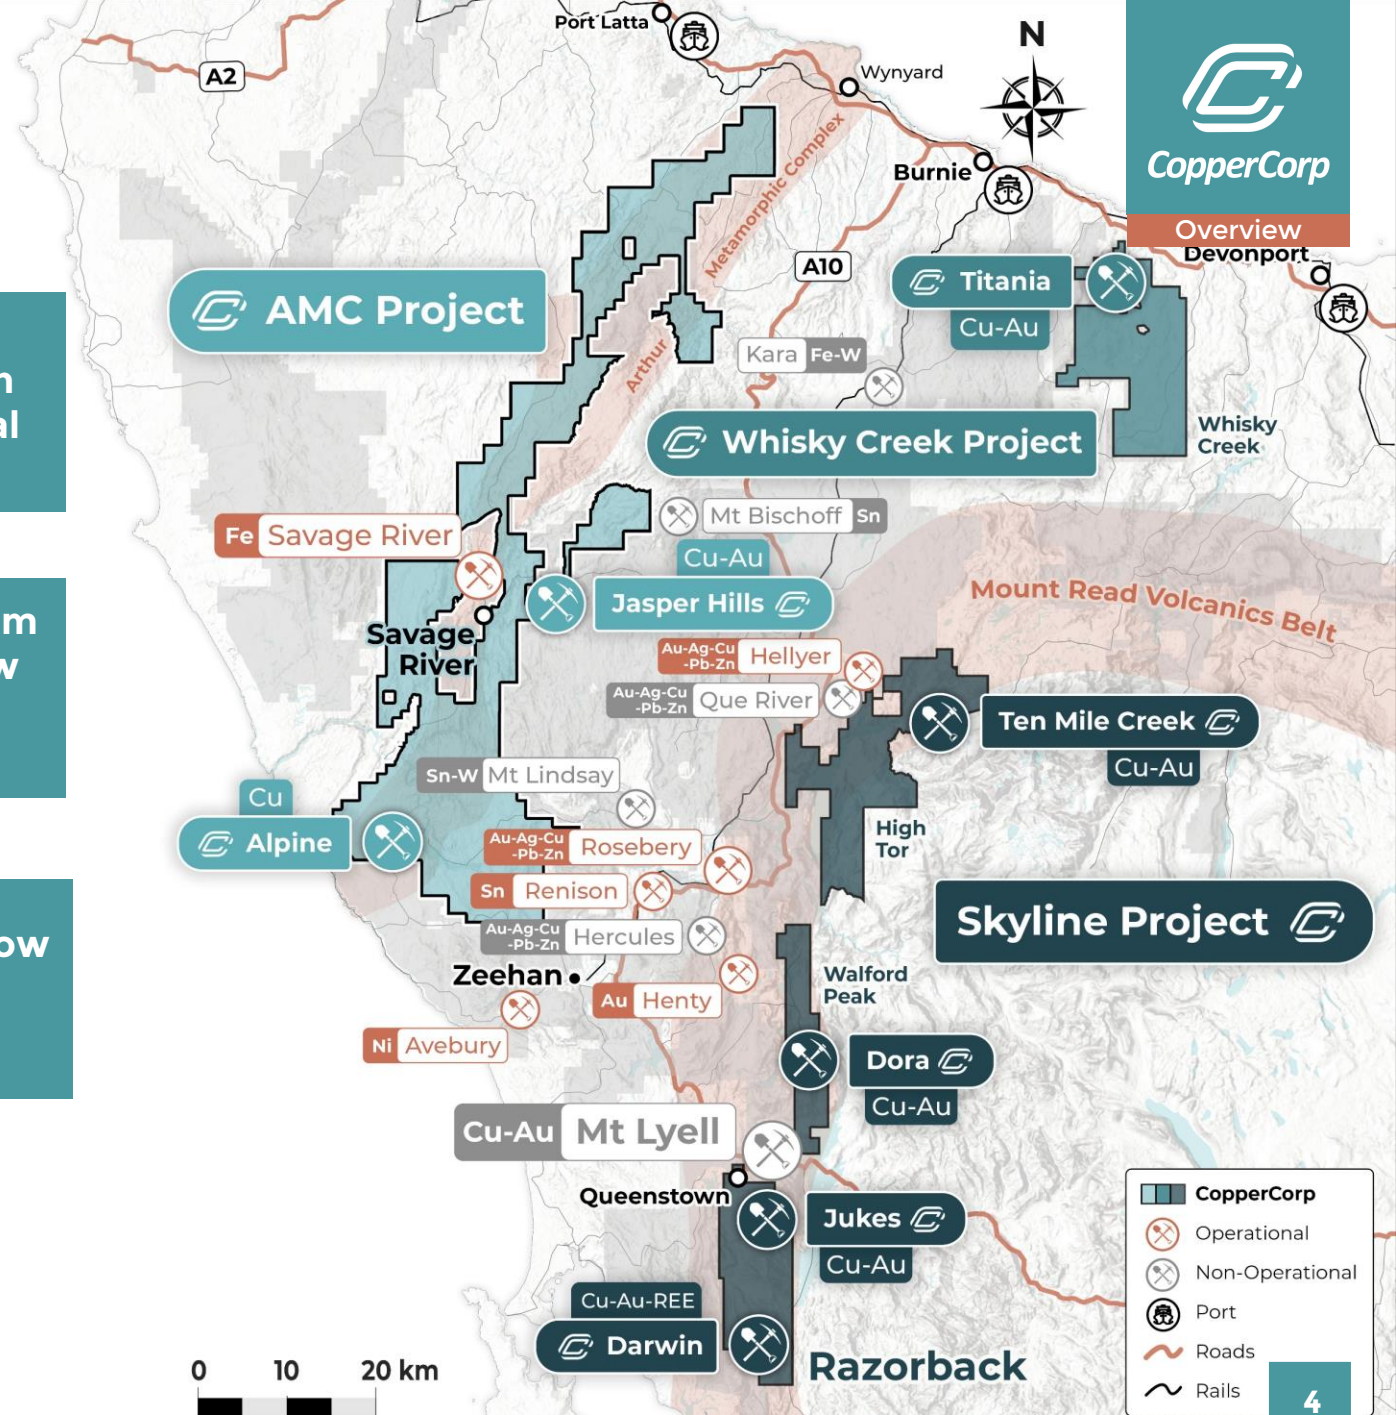 Port Latta
A2
Wynyard
N
CopperCorp
Overview
Burnie
Devonport
Metamorphic Complex
Arthur
A10
Titania
Cu-Au
AMC Project
Kara Fe-W
Whisky Creek Project
Whisky
Creek
al
Fe Savage River
Mt Bischoff Sn
Cu-Au
Jasper Hills
Mount Read Volcanics Belt
m
w
Savage
River
Au-Ag-Cu
-Pb-Zn
Hellyer
Au-Ag-Cu
-Pb-Zn
Que River
Ten Mile Creek
Cu-Au
Sn-W Mt Lindsay
Cu
Alpine
Au-Ag-Cu
-Pb-Zn
Rosebery
High
Tor
Sn Renison
Skyline Project
ow
Au-Ag-Cu
-Pb-Zn
Hercules
Zeehan
Au Henty
Walford
Peak
Ni Avebury
Dora
Cu-Au
Cu-Au Mt Lyell
Queenstown
Jukes
Cu-Au
Cu-Au-REE
Darwin
Razorback
0 10 20 km
CopperCorp
Operational
Non-Operational
Port
Roads
Rails
4